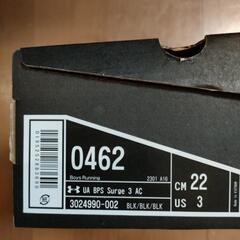 0462
Boys Running
2301 A10
UA BPS Surge 3 AC
3024990-002
BLK/BLK/BLK
CM 22
US 3